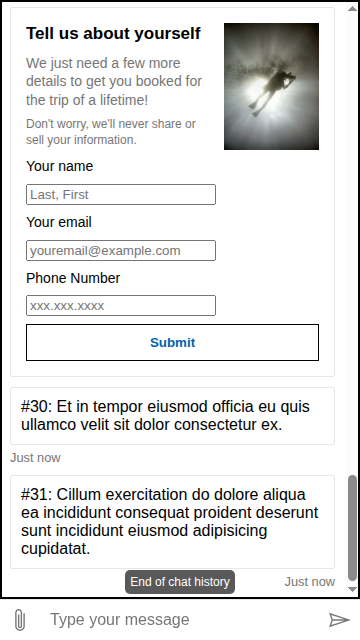 Tell us about yourself
We just need a few more
details to get you booked for
the trip of a lifetime!
Don't worry, we'll never share or
sell your information.
Your name
Last, First
Your email
youremail@example.com
Phone Number
xxx.xxx.xxxx
Submit
#30: Et in tempor eiusmod officia eu quis
ullamco velit sit dolor consectetur ex.
Just now
#31: Cillum exercitation do dolore aliqua
ea incididunt consequat proident deserunt
sunt incididunt eiusmod adipisicing
cupidatat.
End of chat history
Just now
Type your message